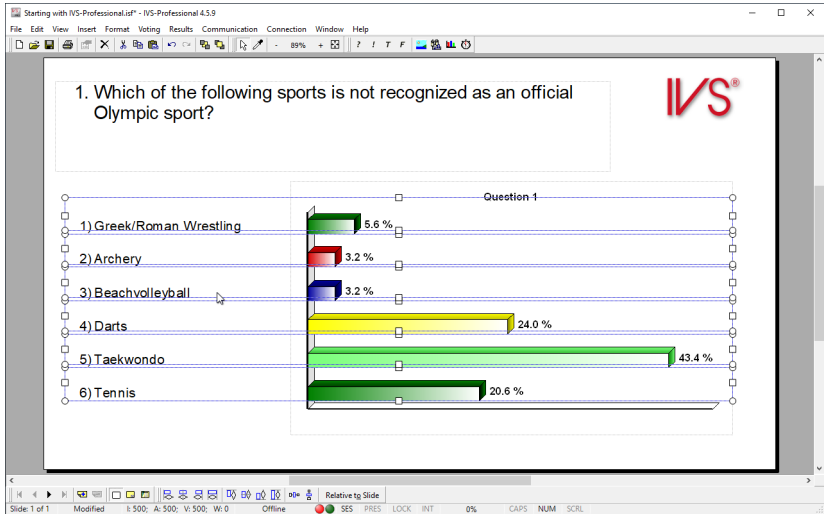 Starting with IVS-Professional.isf* - IVS-Professional 4.5.9
File Edit View Insert Format Voting Results Communication Connection Window Help
- 89% + ? ! T F
1. Which of the following sports is not recognized as an official
Olympic sport?
IVS®
Question 1
1) Greek/Roman Wrestling 5.6 %
2) Archery 3.2 %
3) Beachvolleyball 3.2 %
4) Darts 24.0 %
5) Taekwondo 43.4 %
6) Tennis 20.6 %
Relative to Slide
Slide: 1 of 1 Modified I: 500; A: 500; V: 500; W: 0 Offline SES PRES LOCK INT 0% CAPS NUM SCRL